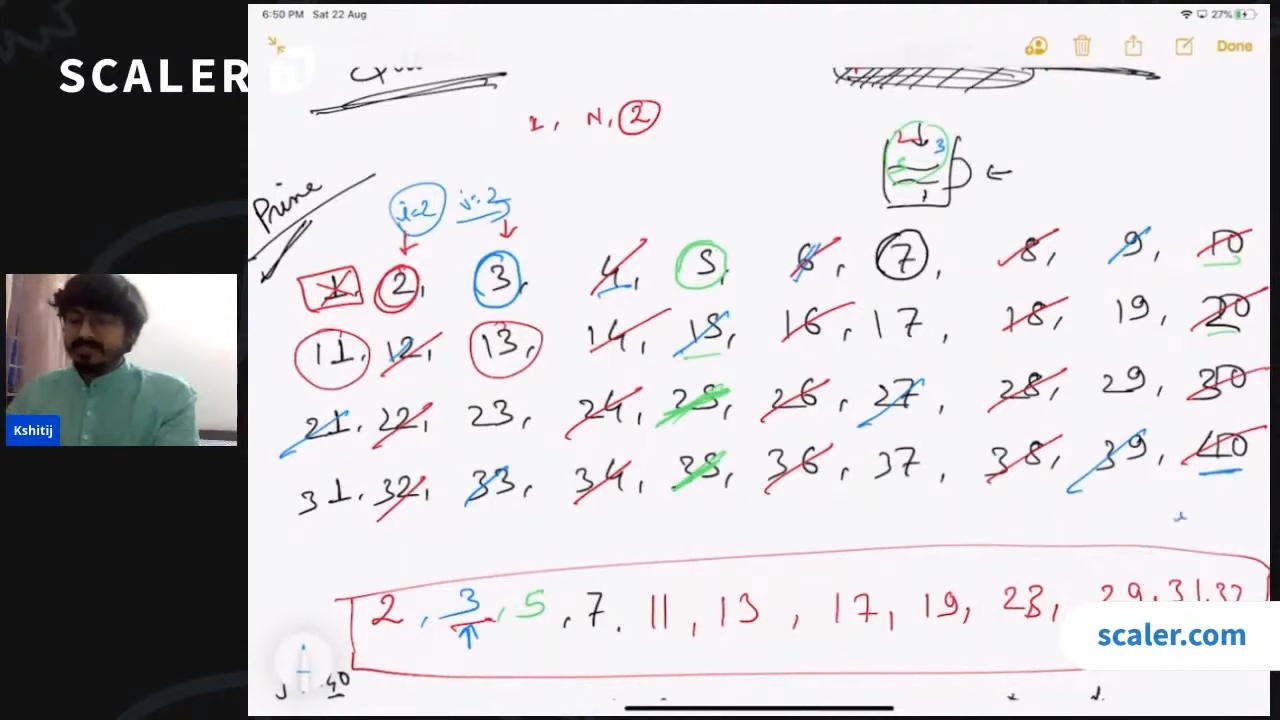 6:50 PM Sat 22 Aug
27%
Done
SCALER
1, N, 2
2 3
Prime
i=2 i=2
1, 2, 3, 4, 5, 6, 7, 8, 9, 10
11, 12, 13, 14, 15, 16, 17, 18, 19, 20
21, 22, 23, 24, 25, 26, 27, 28, 29, 30
31, 32, 33, 34, 35, 36, 37, 38, 39, 40
Kshitij
2, 3, 5, 7, 11, 13, 17, 19, 23, 29, 31, 37
scaler.com
40